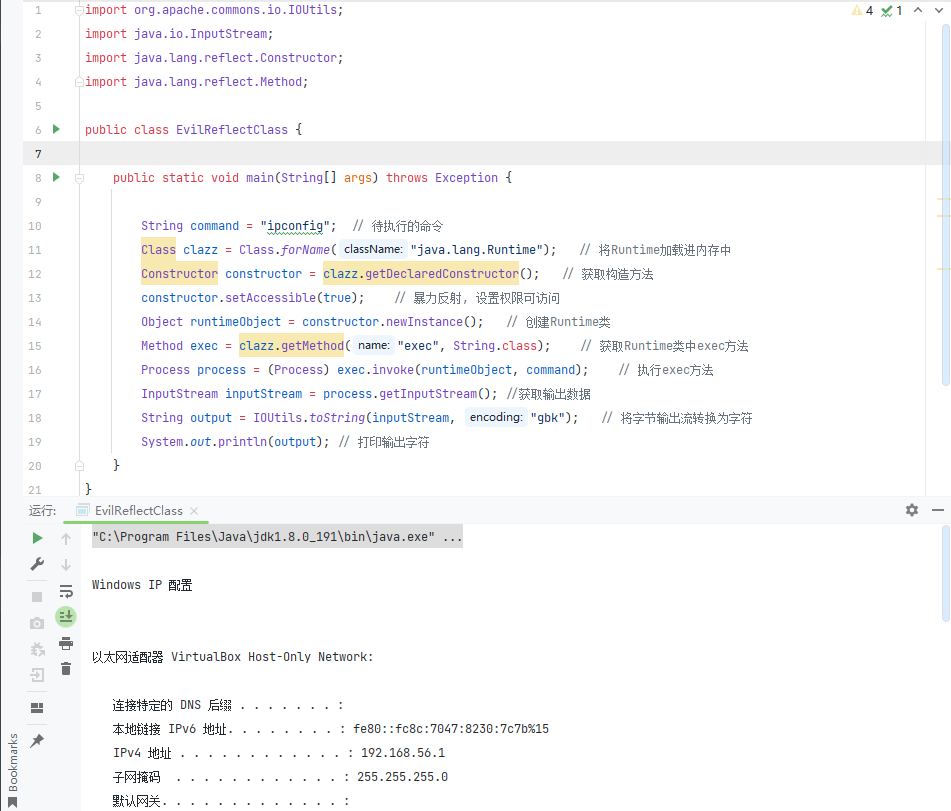 1 import org.apache.commons.io.IOUtils;
4 1
2 import java.io.InputStream;
3 import java.lang.reflect.Constructor;
4 import java.lang.reflect.Method;
5
6 public class EvilReflectClass {
7
8 public static void main(String[] args) throws Exception {
9
10 String command = "ipconfig"; // 待执行的命令
11 Class clazz = Class.forName( className: "java.lang.Runtime"); // 将Runtime加载进内存中
12 Constructor constructor = clazz.getDeclaredConstructor(); // 获取构造方法
13 constructor.setAccessible(true); // 暴力反射, 设置权限可访问
14 Object runtimeObject = constructor.newInstance(); // 创建Runtime类
15 Method exec = clazz.getMethod( name: "exec", String.class); // 获取Runtime类中exec方法
16 Process process = (Process) exec.invoke(runtimeObject, command); // 执行exec方法
17 InputStream inputStream = process.getInputStream(); //获取输出数据
18 String output = IOUtils.toString(inputStream, encoding: "gbk"); // 将字节输出流转换为字符
19 System.out.println(output); // 打印输出字符
20 }
21 }
运行: EvilReflectClass
"C:\Program Files\Java\jdk1.8.0_191\bin\java.exe" ...
Windows IP 配置
以太网适配器 VirtualBox Host-Only Network:
连接特定的 DNS 后缀 . . . . . . . :
本地链接 IPv6 地址. . . . . . . . : fe80::fc8c:7047:8230:7c7b%15
IPv4 地址 . . . . . . . . . . . . : 192.168.56.1
子网掩码 . . . . . . . . . . . . : 255.255.255.0
默认网关. . . . . . . . . . . . . :
Bookmarks